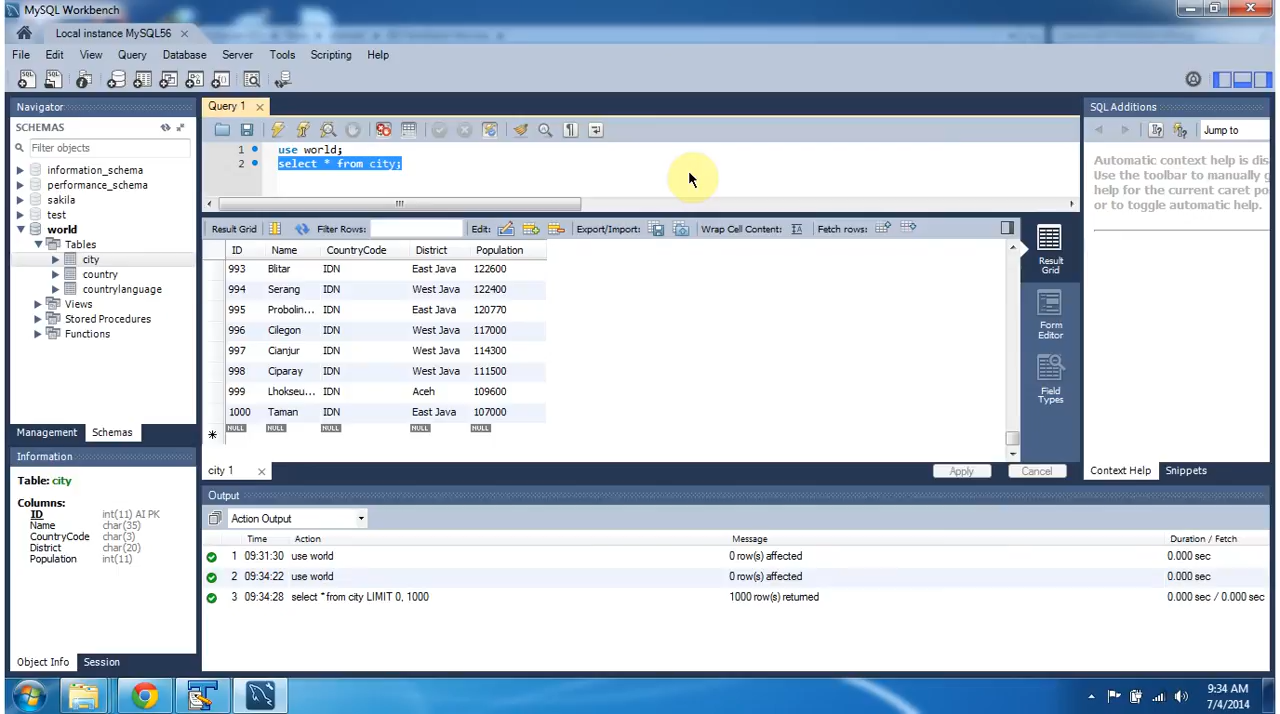 MySQL Workbench
Local instance MySQL56
File Edit View Query Database Server Tools Scripting Help
Navigator
SCHEMAS
Filter objects
information_schema
performance_schema
sakila
test
world
Tables
city
country
countrylanguage
Views
Stored Procedures
Functions
Management Schemas
Information
Table: city
Columns:
ID int(11) AI PK
Name char(35)
CountryCode char(3)
District char(20)
Population int(11)
Object Info Session
Query 1
1 use world;
2 select * from city;
Result Grid Filter Rows: Edit: Export/Import: Wrap Cell Content: Fetch rows:
ID Name CountryCode District Population
993 Blitar IDN East Java 122600
994 Serang IDN West Java 122400
995 Probolin... IDN East Java 120770
996 Cilegon IDN West Java 117000
997 Cianjur IDN West Java 114300
998 Ciparay IDN West Java 111500
999 Lhokseu... IDN Aceh 109600
1000 Taman IDN East Java 107000
NULL NULL NULL NULL NULL
Result Grid
Form Editor
Field Types
city 1
Apply Cancel
SQL Additions
Jump to
Automatic context help is dis
Use the toolbar to manually g
help for the current caret po
or to toggle automatic help.
Context Help Snippets
Output
Action Output
Time Action Message Duration / Fetch
1 09:31:30 use world 0 row(s) affected 0.000 sec
2 09:34:22 use world 0 row(s) affected 0.000 sec
3 09:34:28 select * from city LIMIT 0, 1000 1000 row(s) returned 0.000 sec / 0.000 sec
9:34 AM
7/4/2014